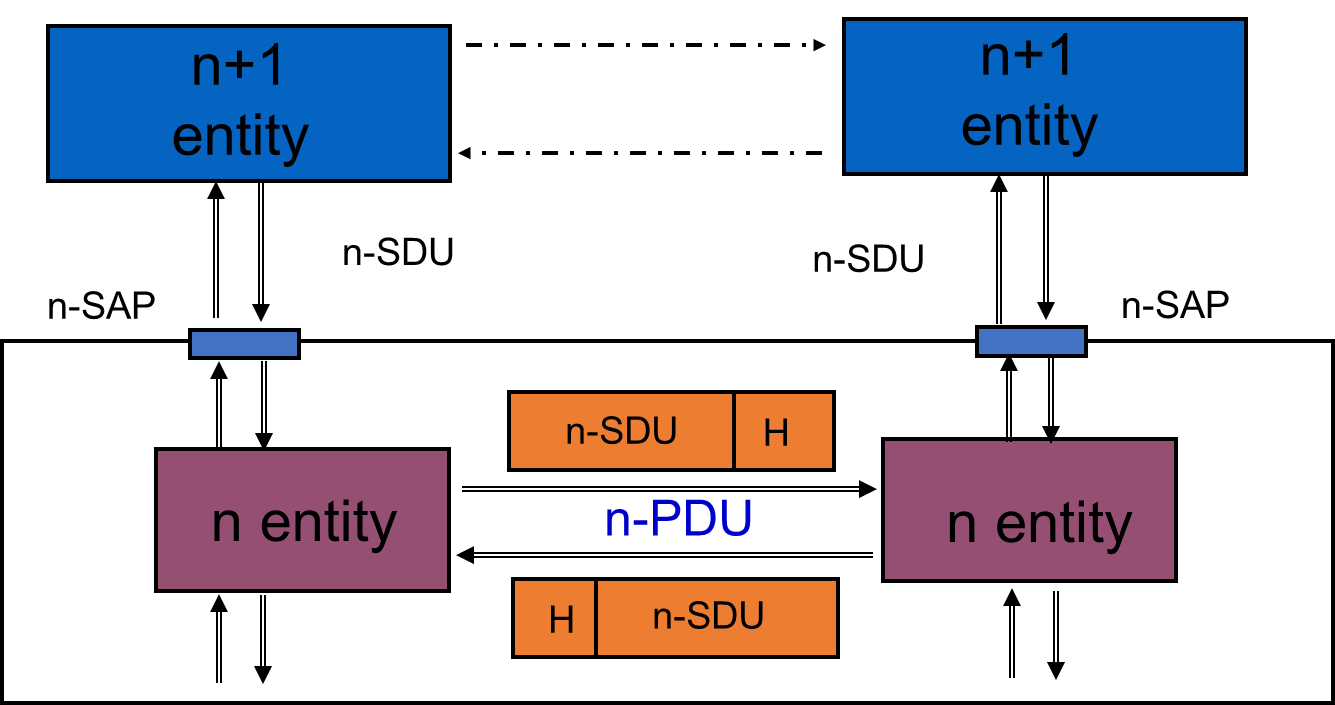 n+1
entity
n+1
entity
n-SDU
n-SDU
n-SAP
n-SAP
n-SDU
H
n entity
n-PDU
n entity
H
n-SDU